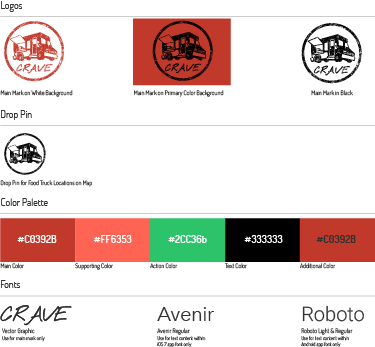 Logos
CRAVE
CRAVE
CRAVE
Main Mark on White Background
Main Mark on Primary Color Background
Main Mark in Black
Drop Pin
CRAVE
Drop Pin for Food Truck Locations on Map
Color Palette
#C0392B
#FF6353
#2CC36b
#333333
#C0392B
Main Color
Supporting Color
Action Color
Text Color
Additional Color
Fonts
CRAVE
Avenir
Roboto
Vector Graphic
Use for main mark only
Avenir Regular
Use for text content within
iOS 7 app font only
Roboto Light & Regular
Use for text content within
Android app font only